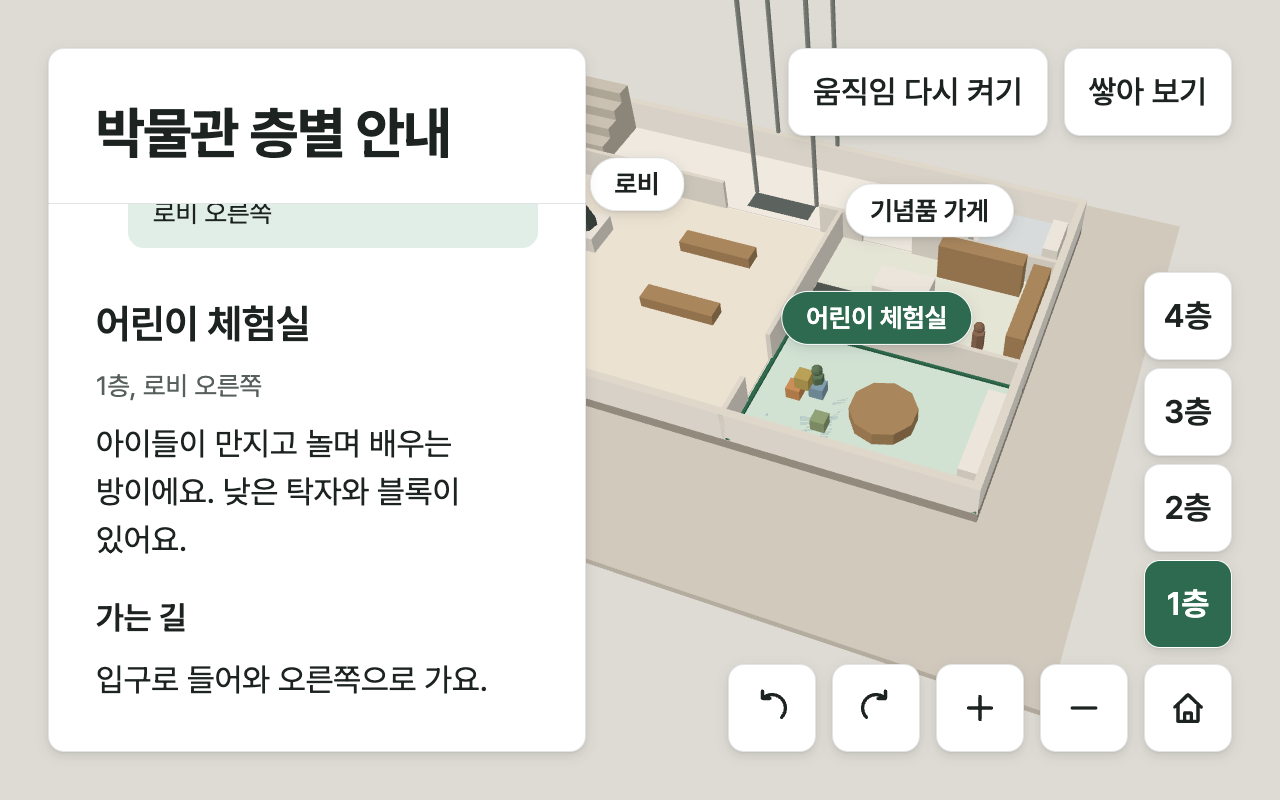 박물관 층별 안내
로비 오른쪽
어린이 체험실
1층, 로비 오른쪽
아이들이 만지고 놀며 배우는
방이에요. 낮은 탁자와 블록이
있어요.
가는 길
입구로 들어와 오른쪽으로 가요.
움직임 다시 켜기
쌓아 보기
로비
기념품 가게
어린이 체험실
4층
3층
2층
1층